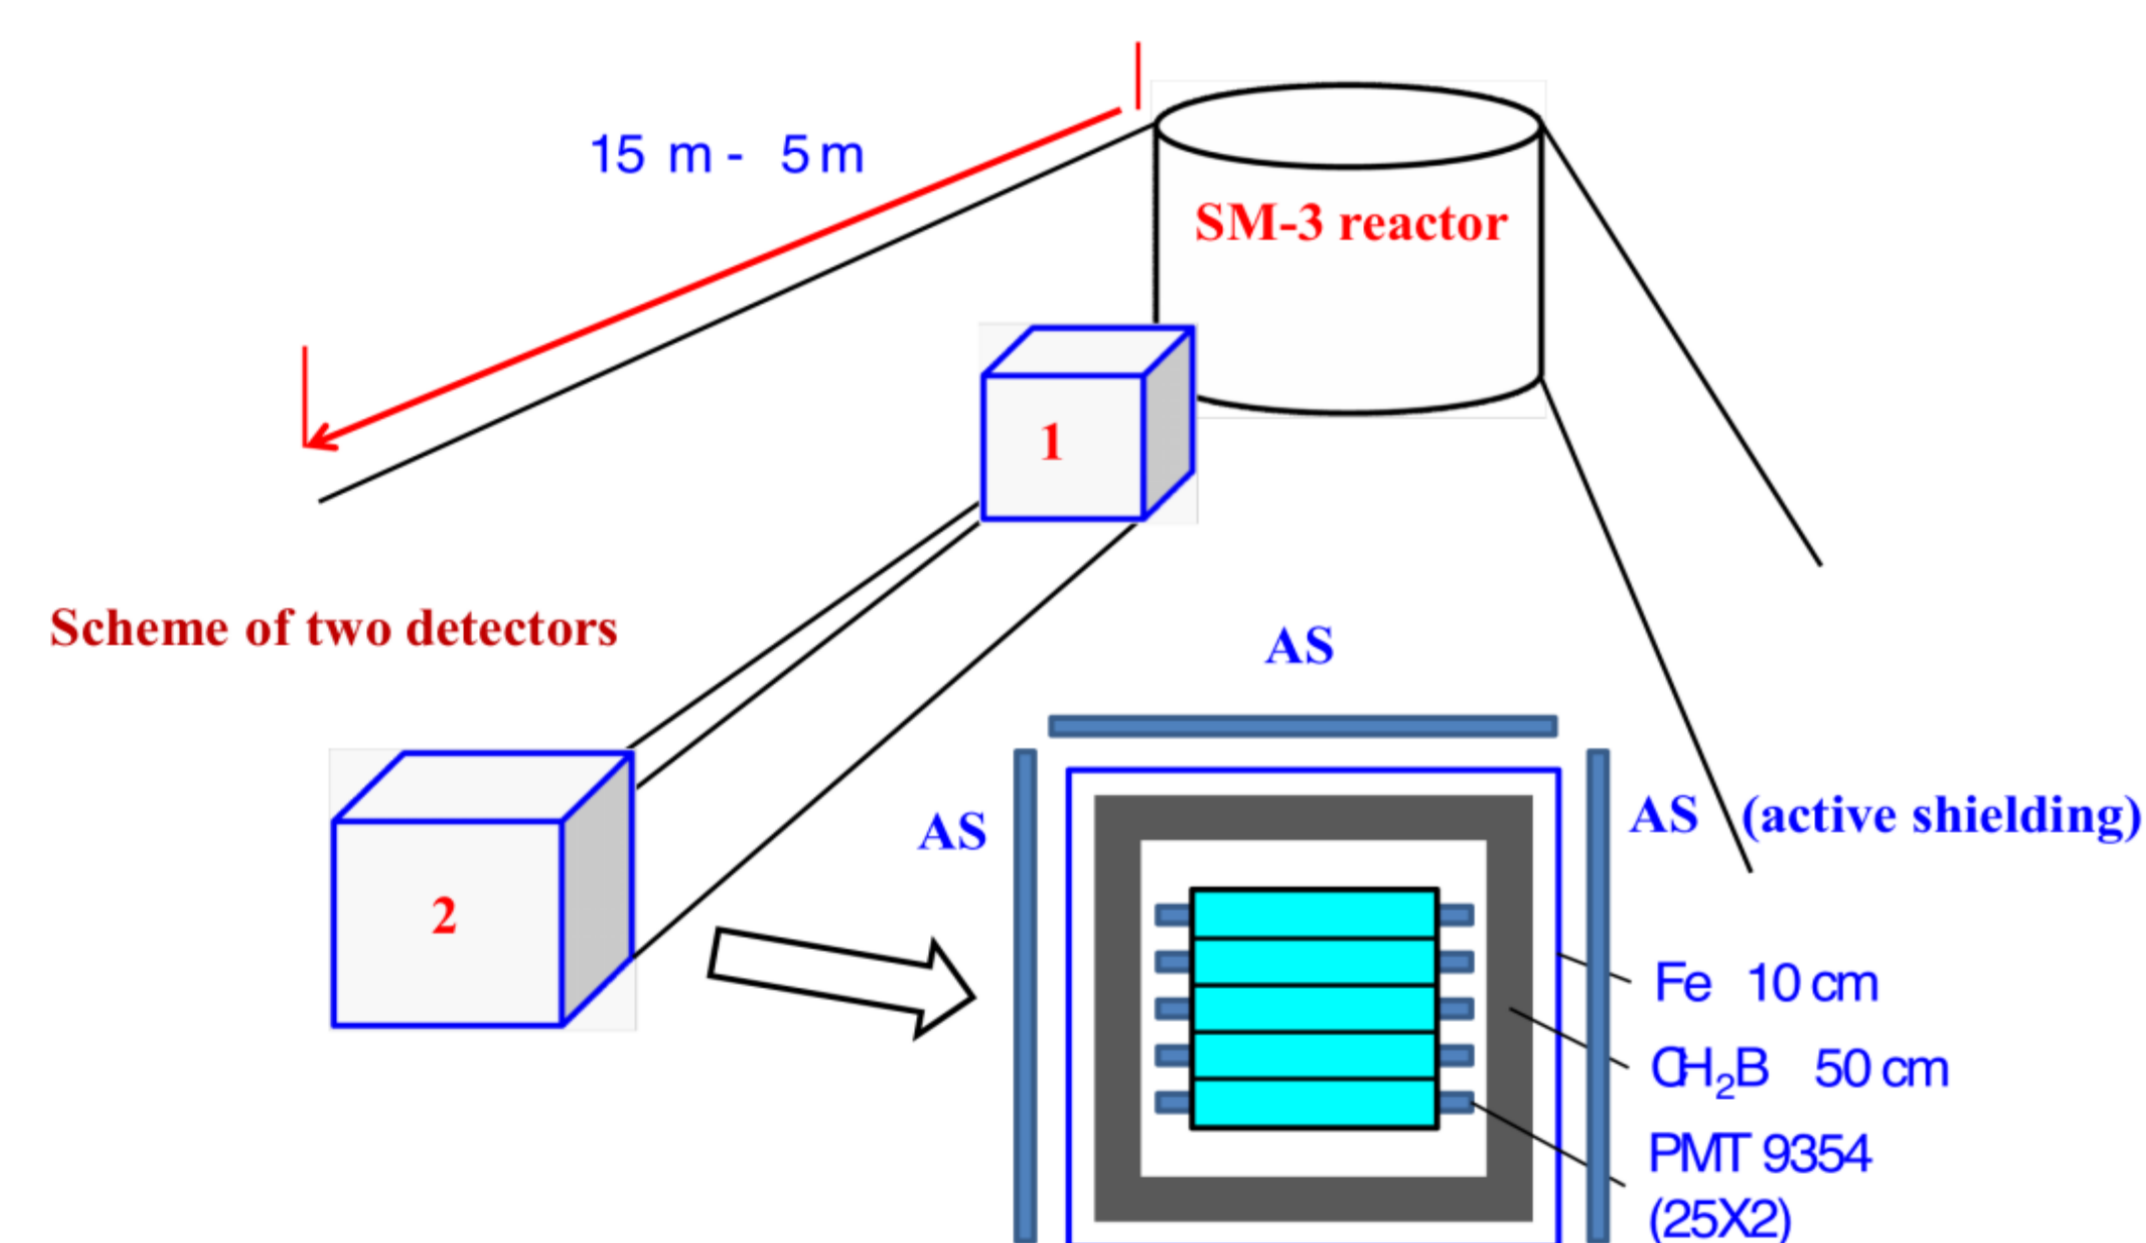 15 m - 5 m
SM-3 reactor
1
Scheme of two detectors
AS
2
AS
AS (active shielding)
Fe 10 cm
CH₂B 50 cm
PMT 9354
(25X2)